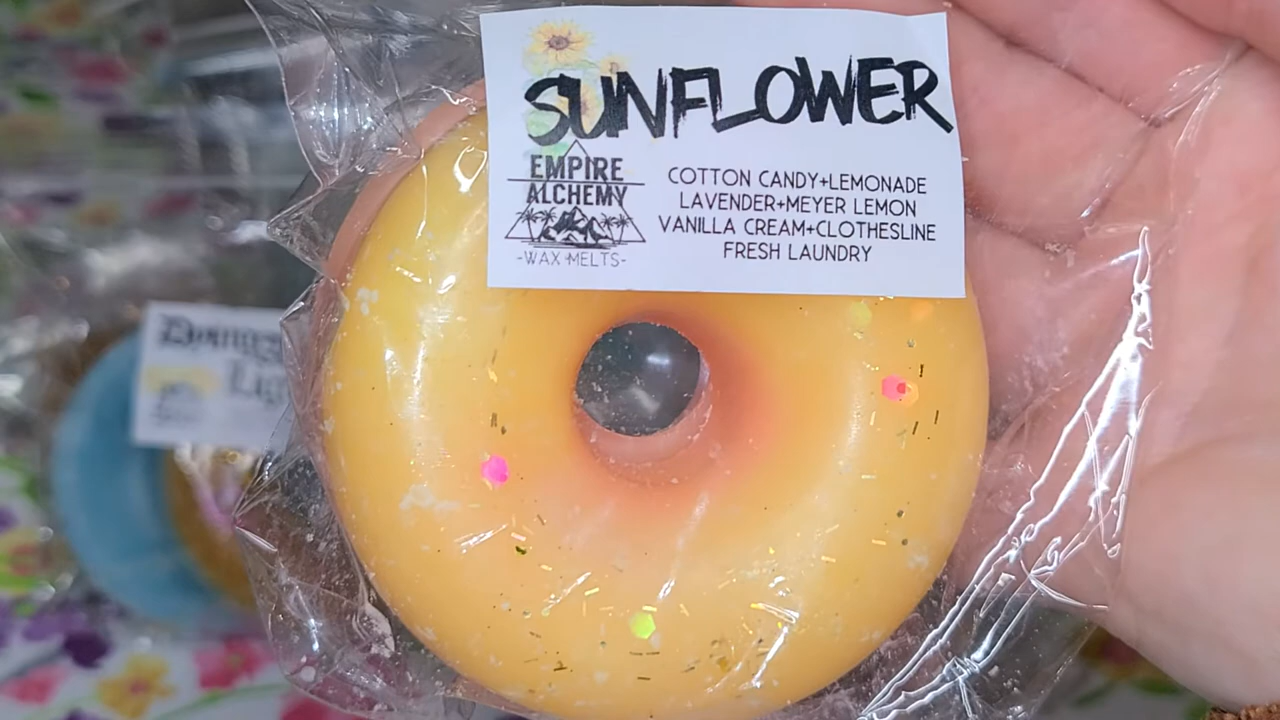 SUNFLOWER
EMPIRE
ALCHEMY
-WAX MELTS-
COTTON CANDY+LEMONADE
LAVENDER+MEYER LEMON
VANILLA CREAM+CLOTHESLINE
FRESH LAUNDRY